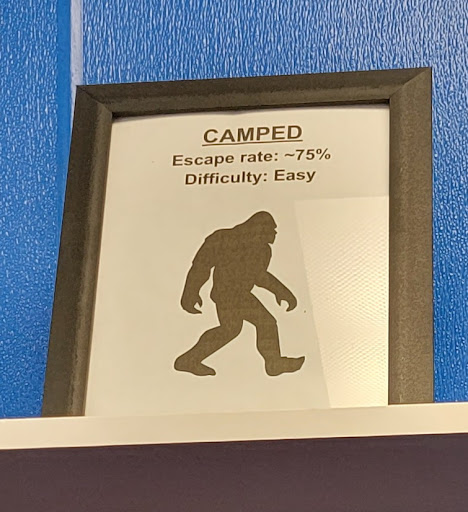 CAMPED
Escape rate: ~75%
Difficulty: Easy